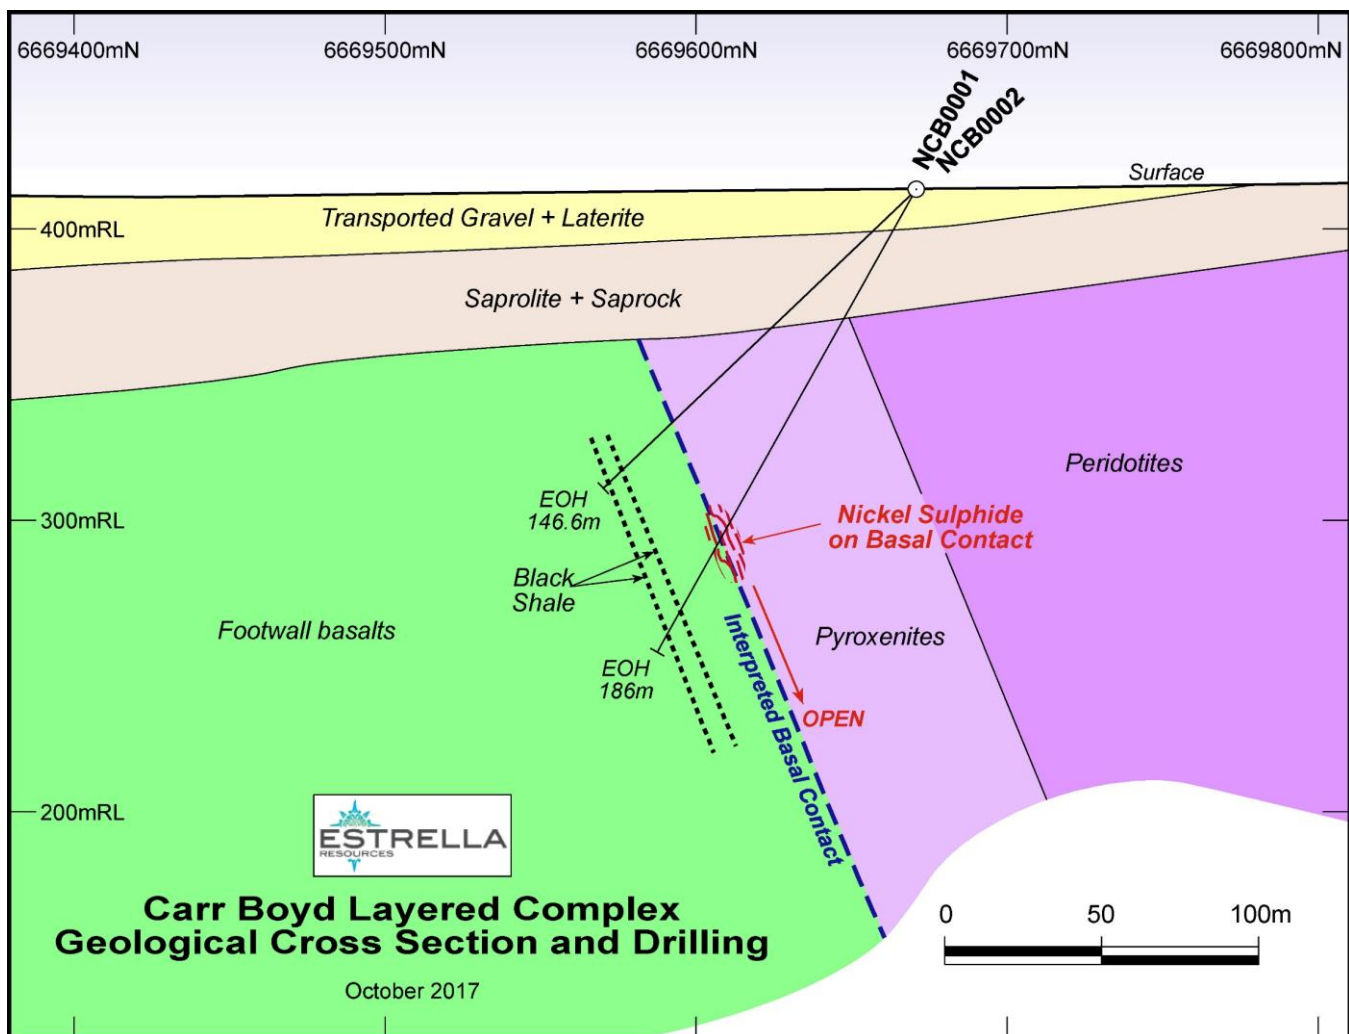 6669400mN
6669500mN
6669600mN
6669700mN
6669800mN
NCB0001
NCB0002
Surface
Transported Gravel + Laterite
400mRL
Saprolite + Saprock
Peridotites
EOH
146.6m
300mRL
Nickel Sulphide
on Basal Contact
Black
Shale
Footwall basalts
Pyroxenites
Interpreted Basal Contact
EOH
186m
OPEN
200mRL
ESTRELLA
RESOURCES
Carr Boyd Layered Complex
Geological Cross Section and Drilling
October 2017
0
50
100m